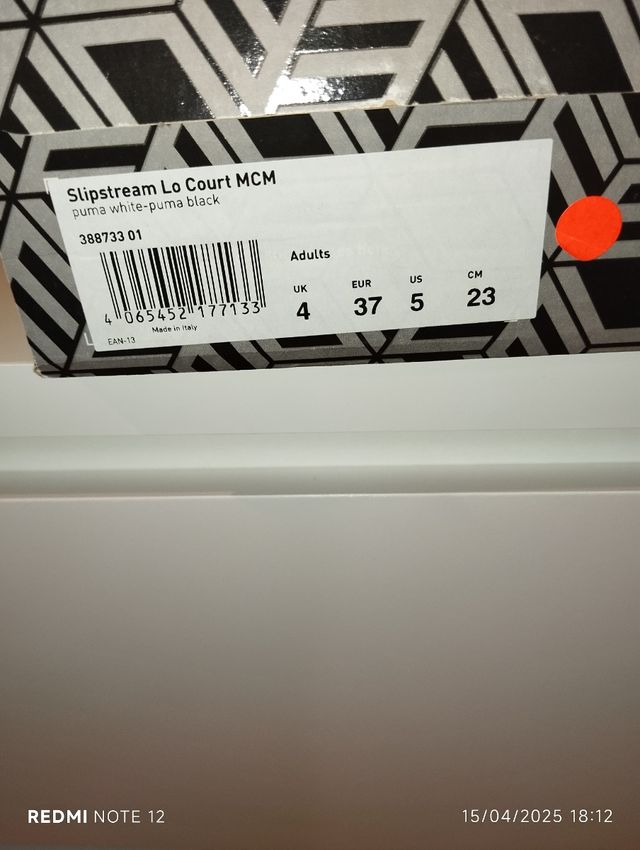 Slipstream Lo Court MCM
puma white-puma black
388733 01
Adults
UK EUR US CM
4 37 5 23
4 065452 177133
Made in Italy
EAN-13
REDMI NOTE 12
15/04/2025 18:12